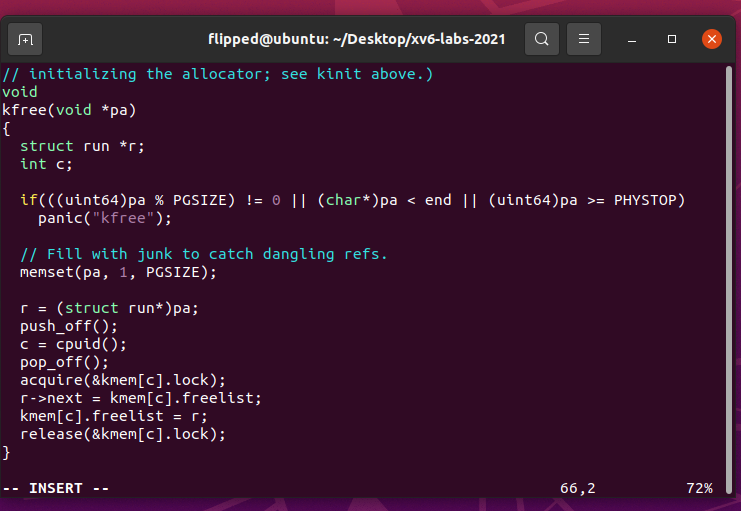 flipped@ubuntu: ~/Desktop/xv6-labs-2021
// initializing the allocator; see kinit above.)
void
kfree(void *pa)
{
  struct run *r;
  int c;

  if(((uint64)pa % PGSIZE) != 0 || (char*)pa < end || (uint64)pa >= PHYSTOP)
    panic("kfree");

  // Fill with junk to catch dangling refs.
  memset(pa, 1, PGSIZE);

  r = (struct run*)pa;
  push_off();
  c = cpuid();
  pop_off();
  acquire(&kmem[c].lock);
  r->next = kmem[c].freelist;
  kmem[c].freelist = r;
  release(&kmem[c].lock);
}
-- INSERT -- 66,2 72%